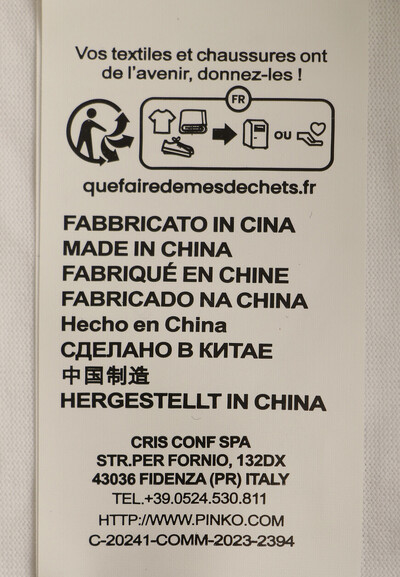 Vos textiles et chaussures ont
de l'avenir, donnez-les !
FR
ou
quefairedemesdechets.fr
FABBRICATO IN CINA
MADE IN CHINA
FABRIQUÉ EN CHINE
FABRICADO NA CHINA
Hecho en China
СДЕЛАНО В КИТАЕ
中国制造
HERGESTELLT IN CHINA
CRIS CONF SPA
STR.PER FORNIO, 132DX
43036 FIDENZA (PR) ITALY
TEL.+39.0524.530.811
HTTP://WWW.PINKO.COM
C-20241-COMM-2023-2394